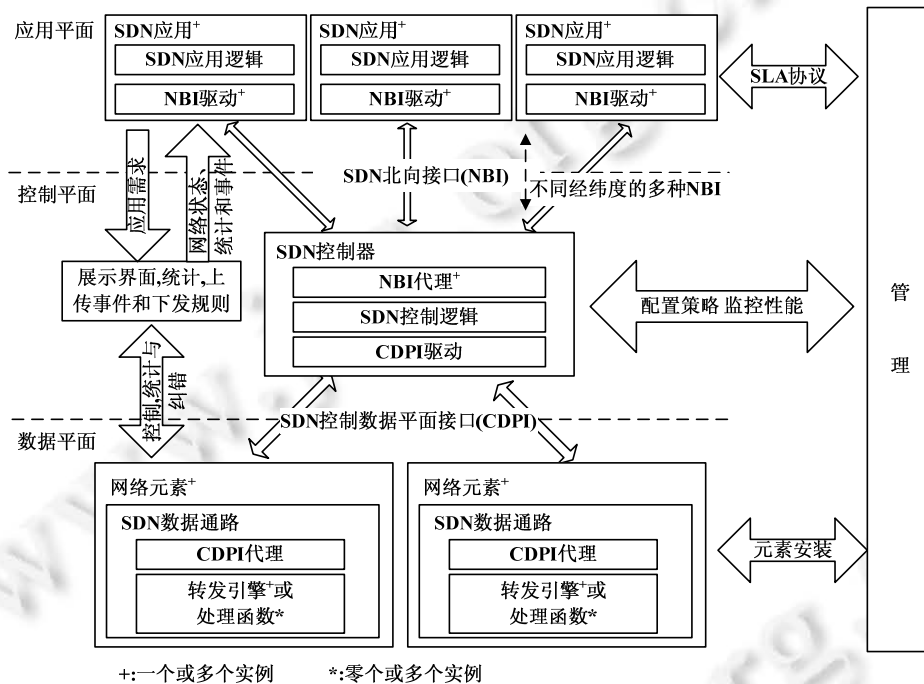 应用平面
SDN应用+
SDN应用逻辑
NBI驱动+
SDN应用+
SDN应用逻辑
NBI驱动+
SDN应用+
SDN应用逻辑
NBI驱动+
SLA协议
管理
应用需求
网络状态、
统计和事件
SDN北向接口(NBI)
不同经纬度的多种NBI
控制平面
展示界面,统计,上
传事件和下发规则
SDN控制器
NBI代理+
SDN控制逻辑
CDPI驱动
配置策略 监控性能
控制,统计与
纠错
SDN控制数据平面接口(CDPI)
数据平面
网络元素+
SDN数据通路
CDPI代理
转发引擎+或
处理函数*
网络元素+
SDN数据通路
CDPI代理
转发引擎+或
处理函数*
元素安装
+:一个或多个实例
*:零个或多个实例